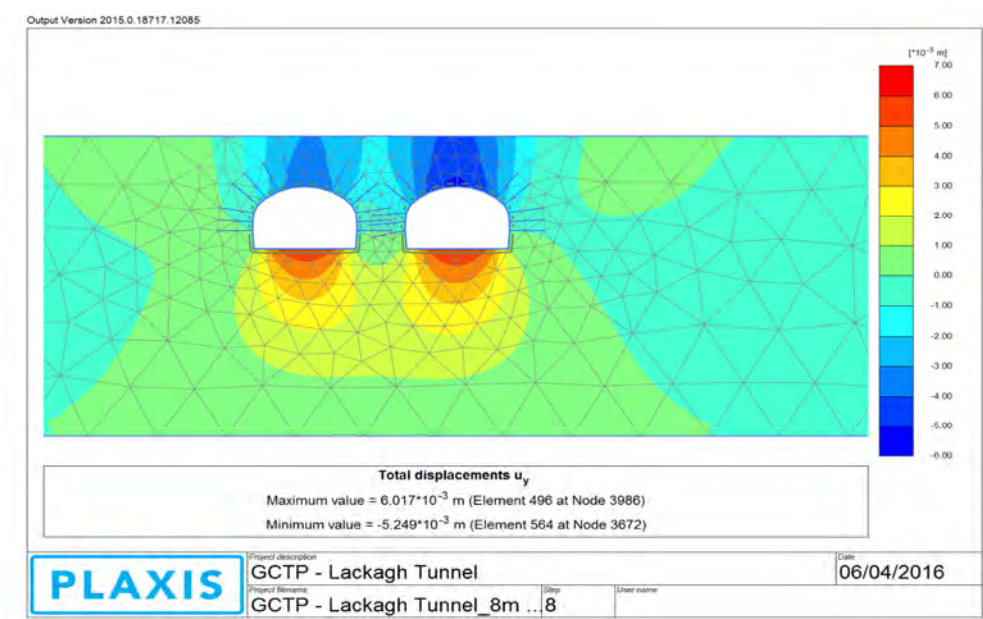 Output Version 2015.0.18717.12085
[*10-3 m]
7.00
6.00
5.00
4.00
3.00
2.00
1.00
0.00
-1.00
-2.00
-3.00
-4.00
-5.00
-6.00
Total displacements uy
Maximum value = 6.017*10-3 m (Element 496 at Node 3986)
Minimum value = -5.249*10-3 m (Element 564 at Node 3672)
PLAXIS
Project description
GCTP - Lackagh Tunnel
Date
06/04/2016
Project filename
GCTP - Lackagh Tunnel_8m ...
Step
8
User name